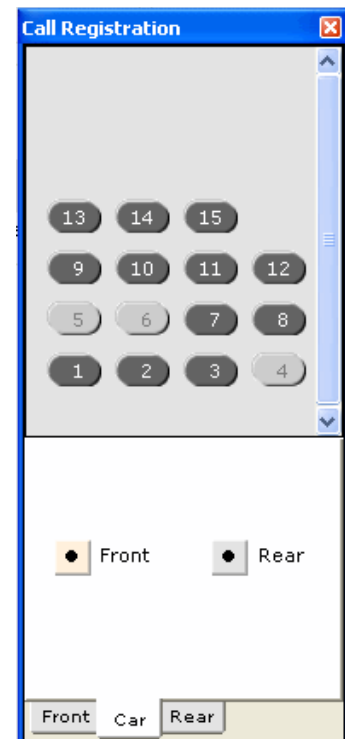 Call Registration
13 14 15
9 10 11 12
5 6 7 8
1 2 3 4
Front Rear
Front Car Rear